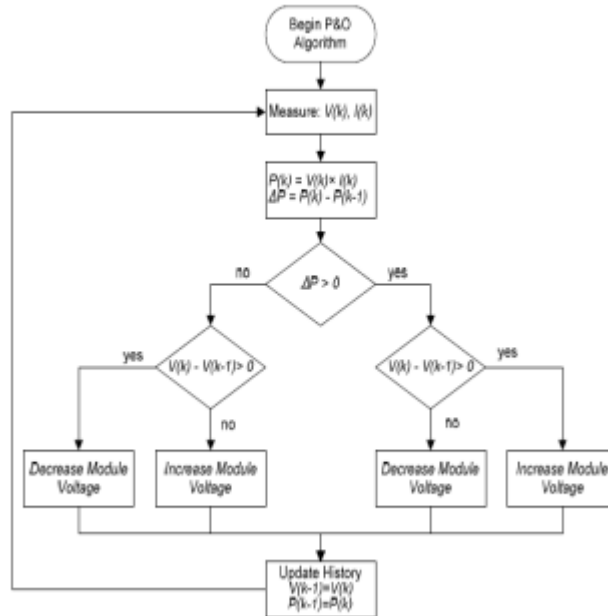 Begin P&O
Algorithm
Measure: V(k), I(k)
P(k) = V(k)× I(k)
ΔP = P(k) - P(k-1)
no
ΔP > 0
yes
yes
V(k) - V(k-1)> 0
no
V(k) - V(k-1)> 0
yes
no
Decrease Module
Voltage
Increase Module
Voltage
Decrease Module
Voltage
Increase Module
Voltage
Update History
V(k-1)=V(k)
P(k-1)=P(k)